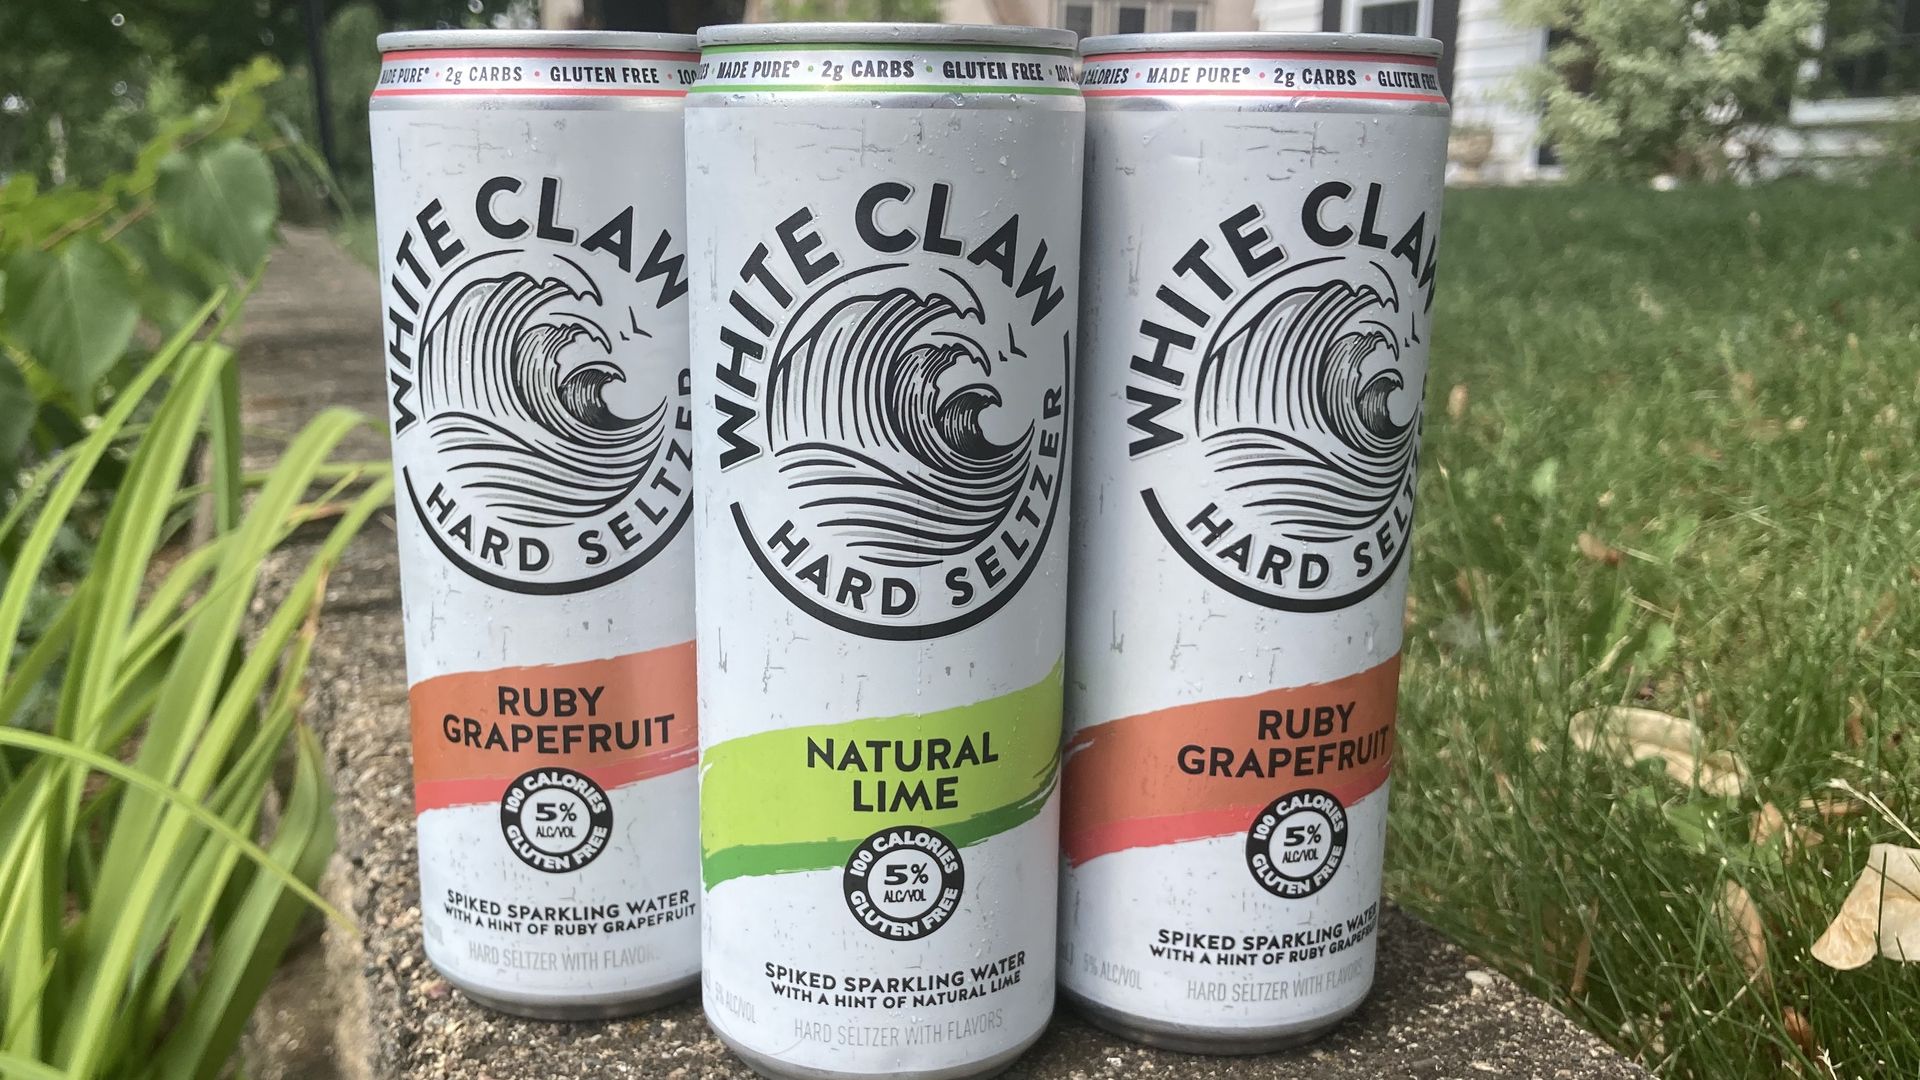 MADE PURE® • 2g CARBS • GLUTEN FREE • 100
WHITE CLAW
HARD SELTZER
RUBY
GRAPEFRUIT
100 CALORIES
5%
ALC/VOL
GLUTEN FREE
SPIKED SPARKLING WATER
WITH A HINT OF RUBY GRAPEFRUIT
HARD SELTZER WITH FLAVOR
MADE PURE® • 2g CARBS • GLUTEN FREE • 100
WHITE CLAW
HARD SELTZER
NATURAL
LIME
100 CALORIES
5%
ALC/VOL
GLUTEN FREE
SPIKED SPARKLING WATER
WITH A HINT OF NATURAL LIME
5% ALC/VOL
HARD SELTZER WITH FLAVORS
CALORIES • MADE PURE® • 2g CARBS • GLUTEN FREE
WHITE CLAW
HARD SELTZER
RUBY
GRAPEFRUIT
100 CALORIES
5%
ALC/VOL
GLUTEN FREE
SPIKED SPARKLING WATER
WITH A HINT OF RUBY GRAPEFRUIT
5% ALC/VOL
HARD SELTZER WITH FLAVORS